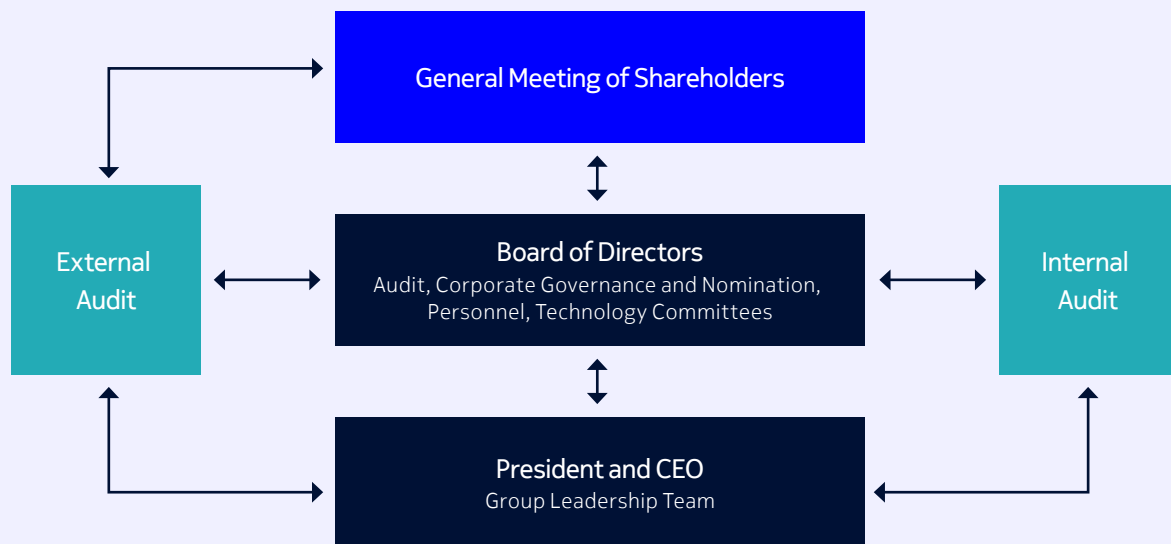 General Meeting of Shareholders
External
Audit
Board of Directors
Audit, Corporate Governance and Nomination,
Personnel, Technology Committees
Internal
Audit
President and CEO
Group Leadership Team